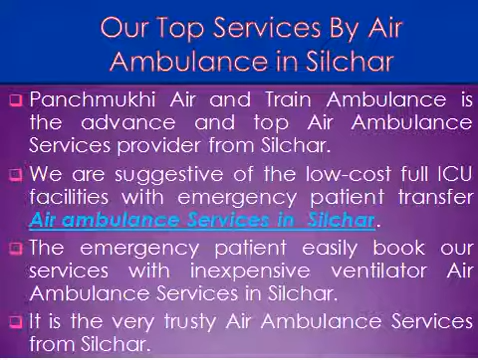 Our Top Services By Air
Ambulance in Silchar
Panchmukhi Air and Train Ambulance is
the advance and top Air Ambulance
Services provider from Silchar.
We are suggestive of the low-cost full ICU
facilities with emergency patient transfer
Air ambulance Services in Silchar.
The emergency patient easily book our
services with inexpensive ventilator Air
Ambulance Services in Silchar.
It is the very trusty Air Ambulance Services
from Silchar.